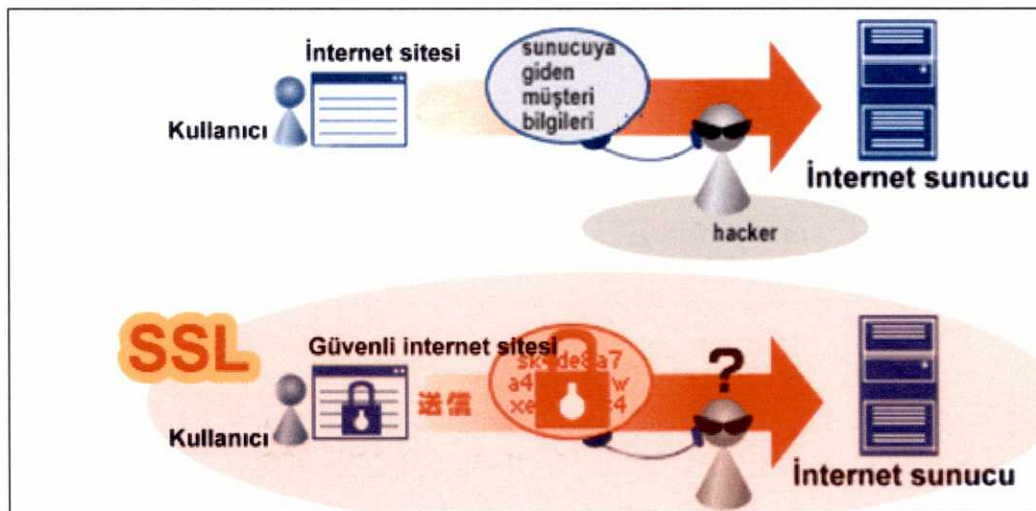 İnternet sitesi
Kullanıcı
sunucuya
giden
müşteri
bilgileri
İnternet sunucu
hacker
SSL
Güvenli internet sitesi
Kullanıcı
送信
?
İnternet sunucu